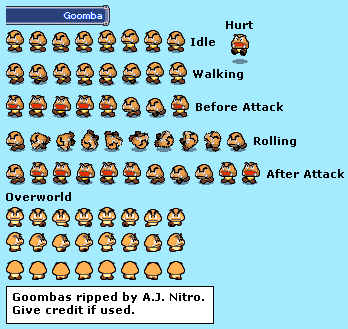 Goomba
Hurt
Idle
Walking
Before Attack
Rolling
After Attack
Overworld
Goombas ripped by A.J. Nitro.
Give credit if used.